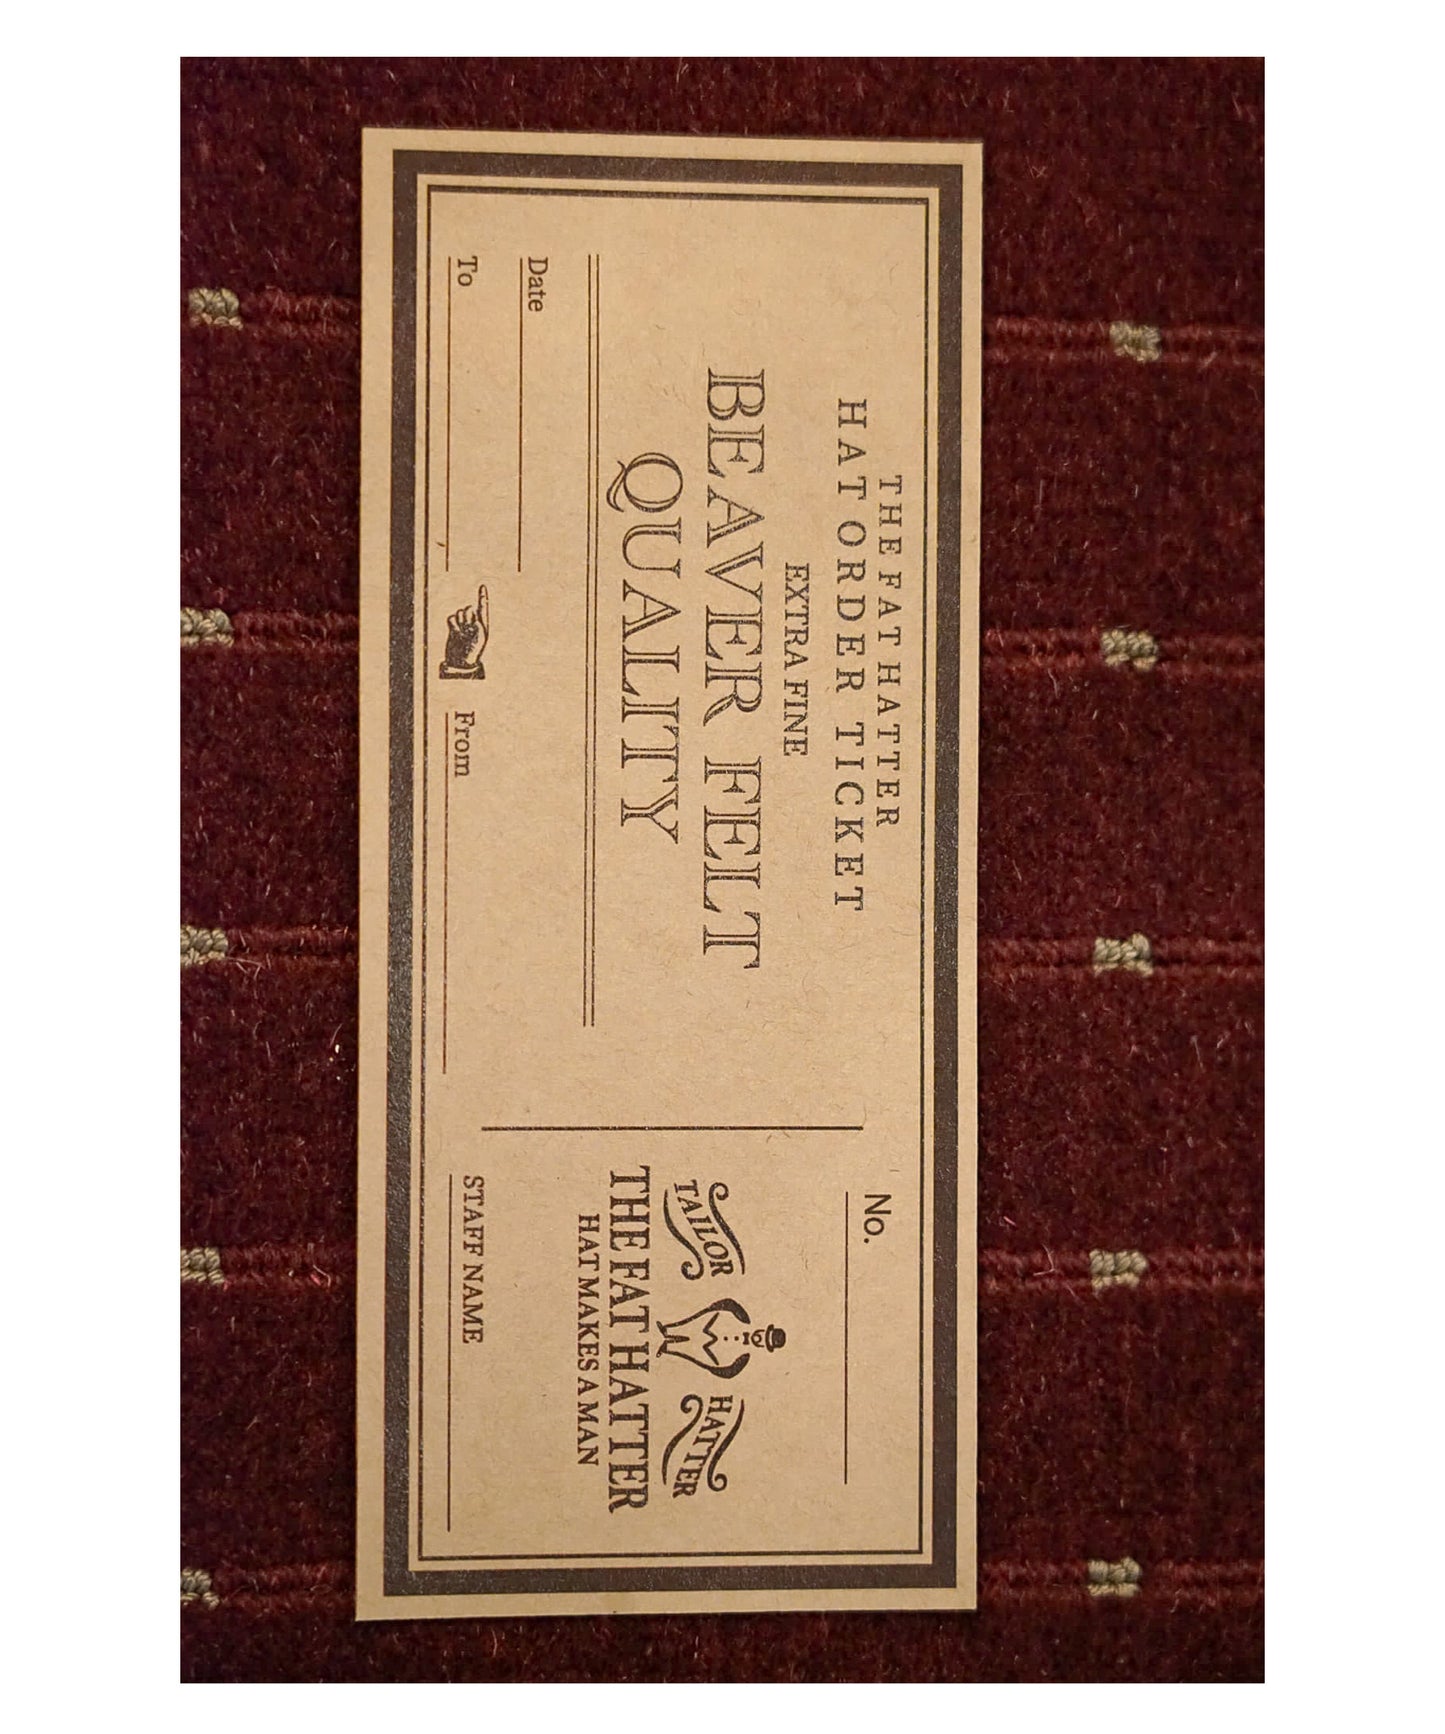 THE FAT HATTER
HAT ORDER TICKET
EXTRA FINE
BEAVER FELT
QUALITY
Date
To
From
No.
TAILOR HATTER
THE FAT HATTER
HAT MAKES A MAN
STAFF NAME